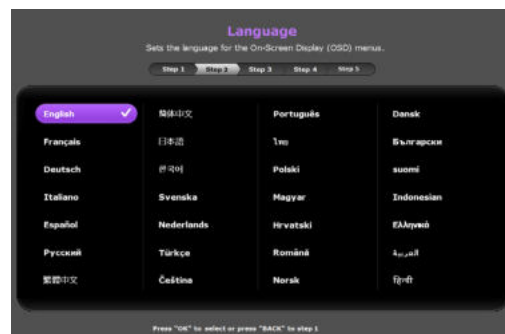 Language
Sets the language for the On-Screen Display (OSD) menus.
Step 1 Step 2 Step 3 Step 4 Step 5
English 簡体中文 Português Dansk
Français 日本語 ไทย Български
Deutsch 한국어 Polski suomi
Italiano Svenska Magyar Indonesian
Español Nederlands Hrvatski Ελληνικά
Русский Türkçe Română العربية
繁體中文 Čeština Norsk हिन्दी
Press "OK" to select or press "BACK" to step 1